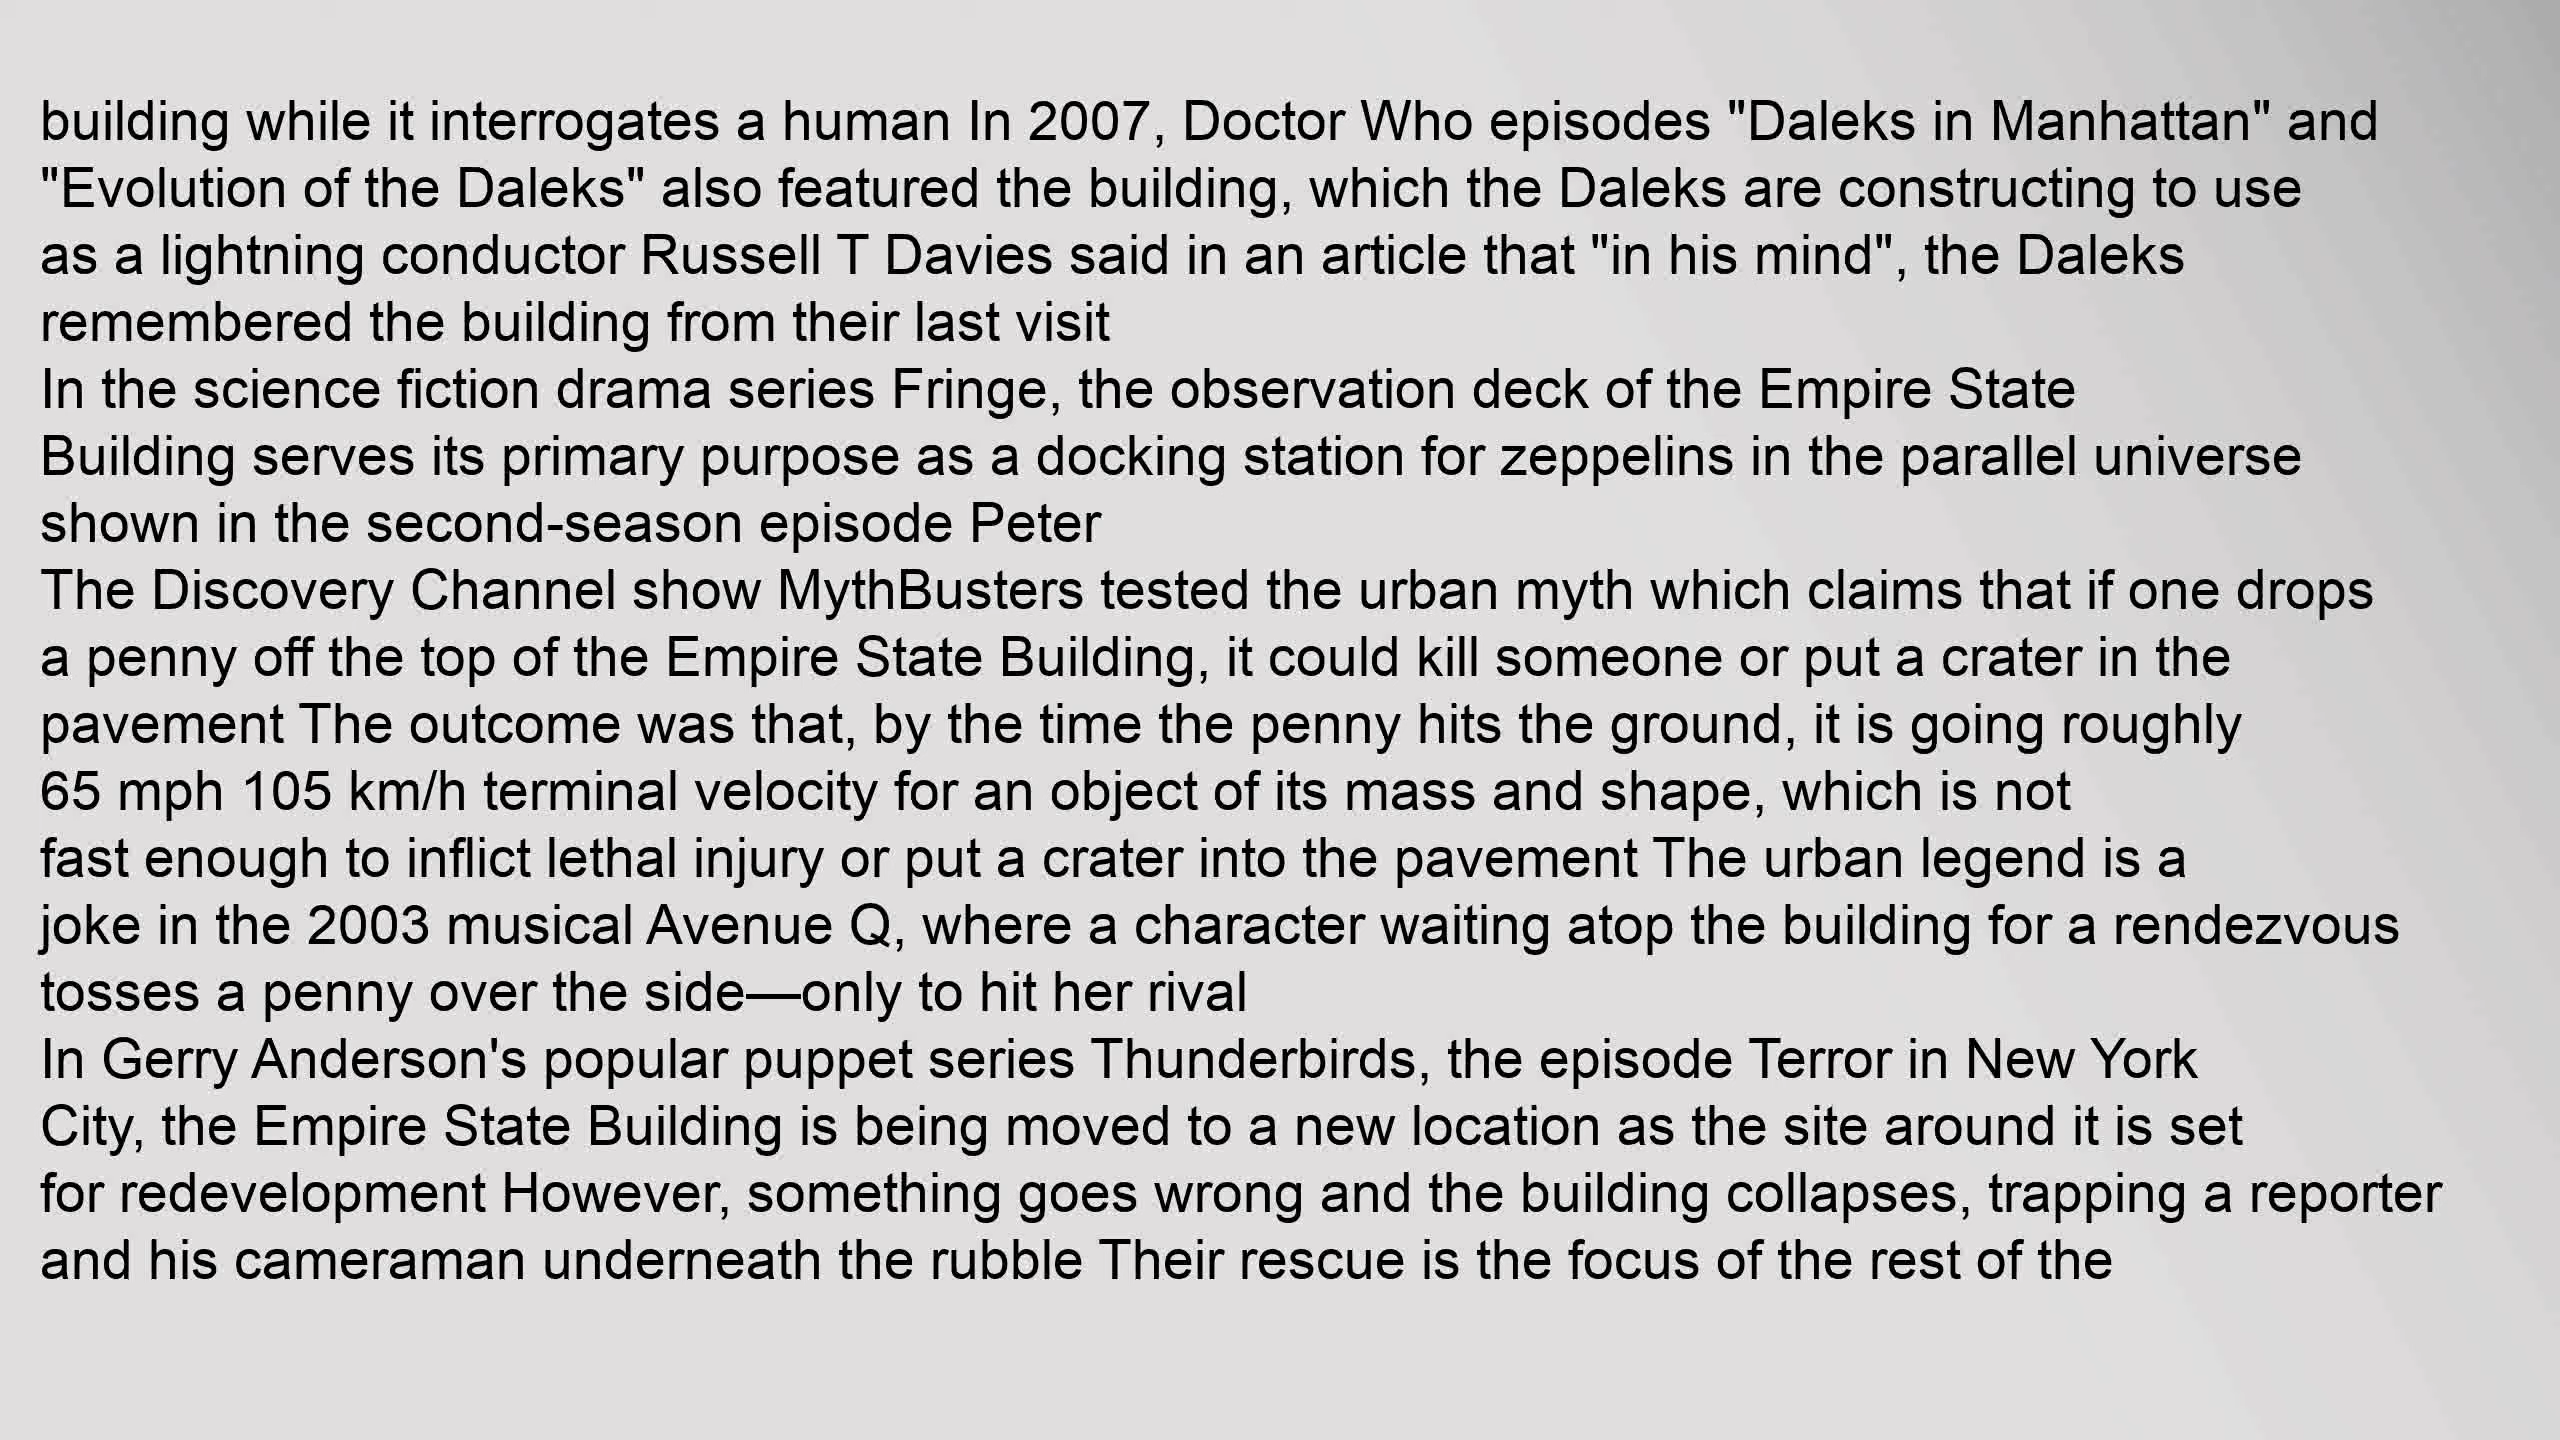 building while it interrogates a human In 2007, Doctor Who episodes "Daleks in Manhattan" and
"Evolution of the Daleks" also featured the building, which the Daleks are constructing to use
as a lightning conductor Russell T Davies said in an article that "in his mind", the Daleks
remembered the building from their last visit
In the science fiction drama series Fringe, the observation deck of the Empire State
Building serves its primary purpose as a docking station for zeppelins in the parallel universe
shown in the second-season episode Peter
The Discovery Channel show MythBusters tested the urban myth which claims that if one drops
a penny off the top of the Empire State Building, it could kill someone or put a crater in the
pavement The outcome was that, by the time the penny hits the ground, it is going roughly
65 mph 105 km/h terminal velocity for an object of its mass and shape, which is not
fast enough to inflict lethal injury or put a crater into the pavement The urban legend is a
joke in the 2003 musical Avenue Q, where a character waiting atop the building for a rendezvous
tosses a penny over the side—only to hit her rival
In Gerry Anderson's popular puppet series Thunderbirds, the episode Terror in New York
City, the Empire State Building is being moved to a new location as the site around it is set
for redevelopment However, something goes wrong and the building collapses, trapping a reporter
and his cameraman underneath the rubble Their rescue is the focus of the rest of the